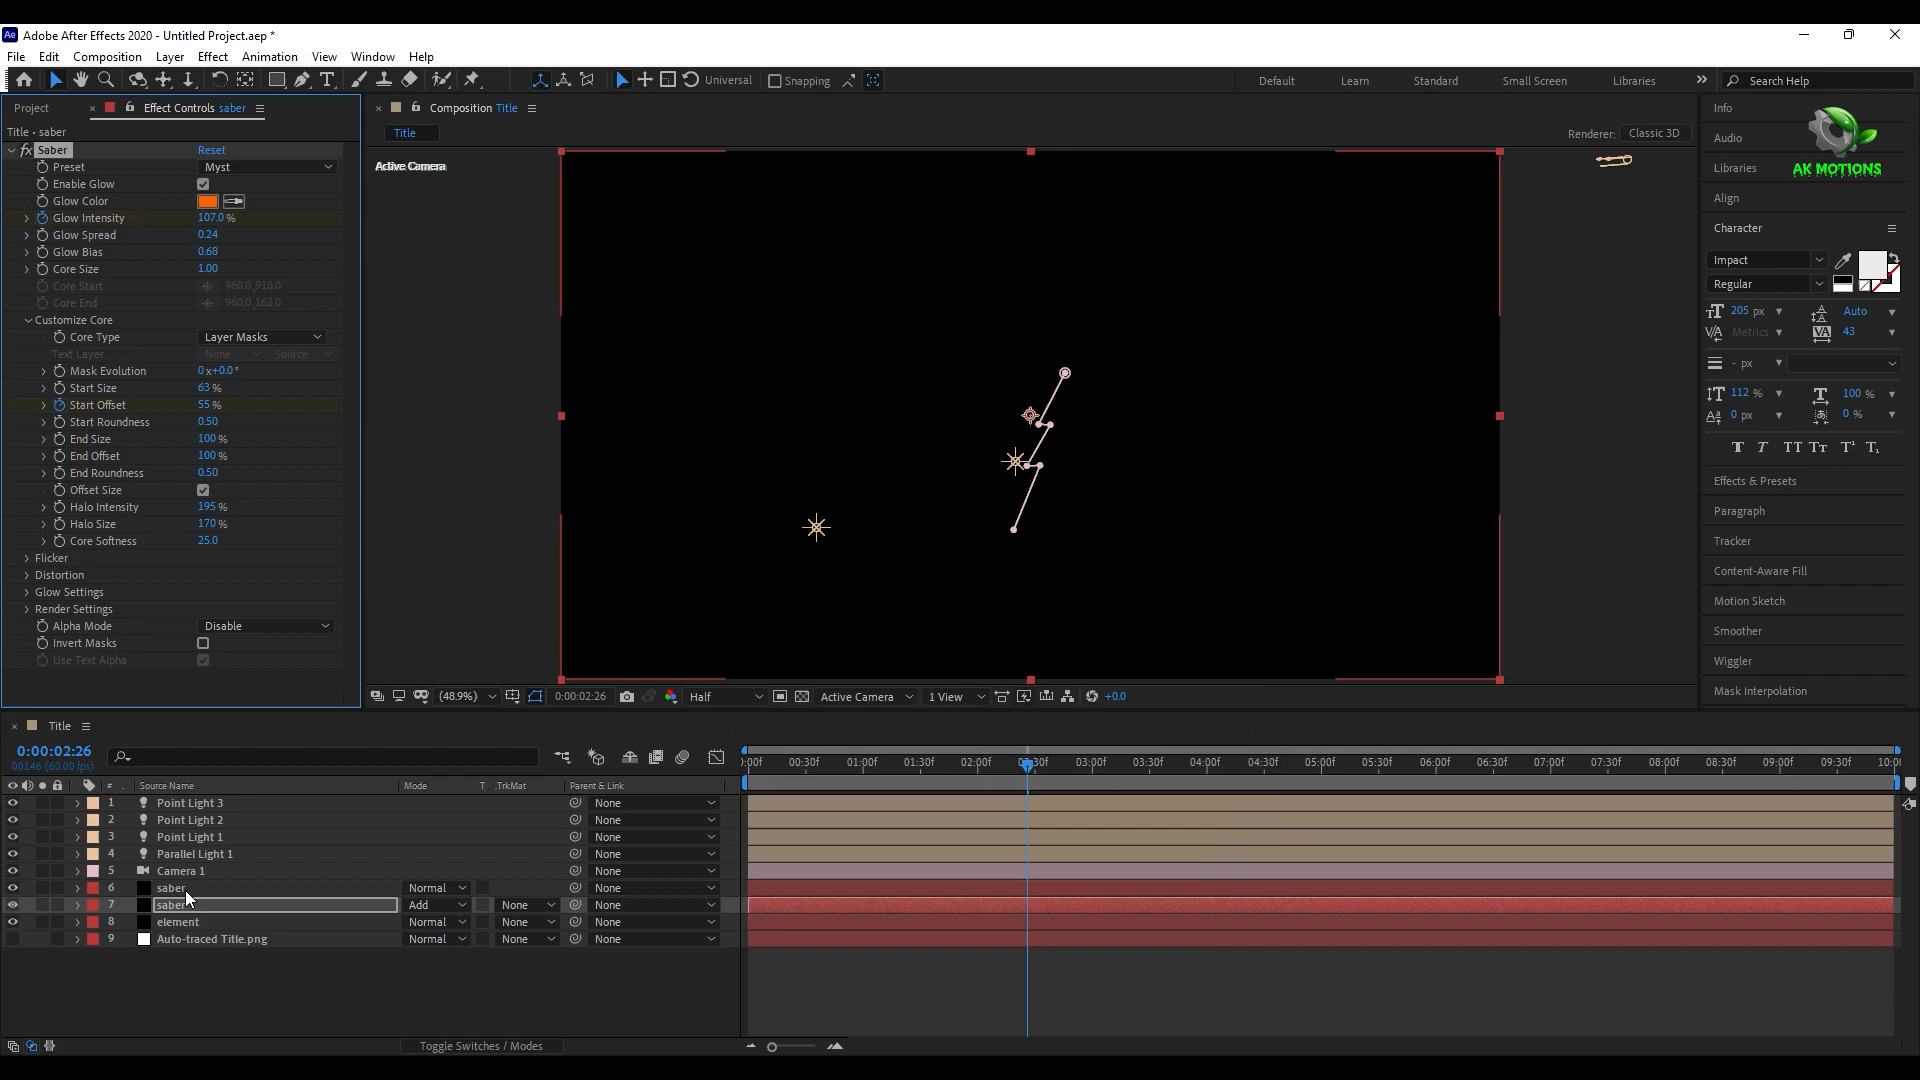 Ae Adobe After Effects 2020 - Untitled Project.aep *
File Edit Composition Layer Effect Animation View Window Help
Universal Snapping Default Learn Standard Small Screen Libraries Search Help
Project Effect Controls saber
Title • saber
fx Saber Reset
Preset Myst
Enable Glow
Glow Color
Glow Intensity 107.0 %
Glow Spread 0.24
Glow Bias 0.68
Core Size 1.00
Core Start 960.0,918.0
Core End 960.0,162.0
Customize Core
Core Type Layer Masks
Text Layer None Source
Mask Evolution 0x+0.0°
Start Size 63 %
Start Offset 55 %
Start Roundness 0.50
End Size 100 %
End Offset 100 %
End Roundness 0.50
Offset Size
Halo Intensity 195 %
Halo Size 170 %
Core Softness 25.0
Flicker
Distortion
Glow Settings
Render Settings
Alpha Mode Disable
Invert Masks
Use Text Alpha
Composition Title
Title
Renderer: Classic 3D
Active Camera
(48.9%) 0:00:02:26 Half Active Camera 1 View +0.0
Info
Audio
Libraries
AK MOTIONS
Align
Character
Impact
Regular
205 px Auto
Metrics 43
- px
112 % 100 %
0 px 0 %
T T TT Tт T¹ T₁
Effects & Presets
Paragraph
Tracker
Content-Aware Fill
Motion Sketch
Smoother
Wiggler
Mask Interpolation
Title
0:00:02:26
00146 (60.00 fps)
:00f 00:30f 01:00f 01:30f 02:00f 02:30f 03:00f 03:30f 04:00f 04:30f 05:00f 05:30f 06:00f 06:30f 07:00f 07:30f 08:00f 08:30f 09:00f 09:30f 10:00
# Source Name Mode T .TrkMat Parent & Link
1 Point Light 3 None
2 Point Light 2 None
3 Point Light 1 None
4 Parallel Light 1 None
5 Camera 1 None
6 saber Normal None
7 saber Add None None
8 element Normal None None
9 Auto-traced Title.png Normal None None
Toggle Switches / Modes